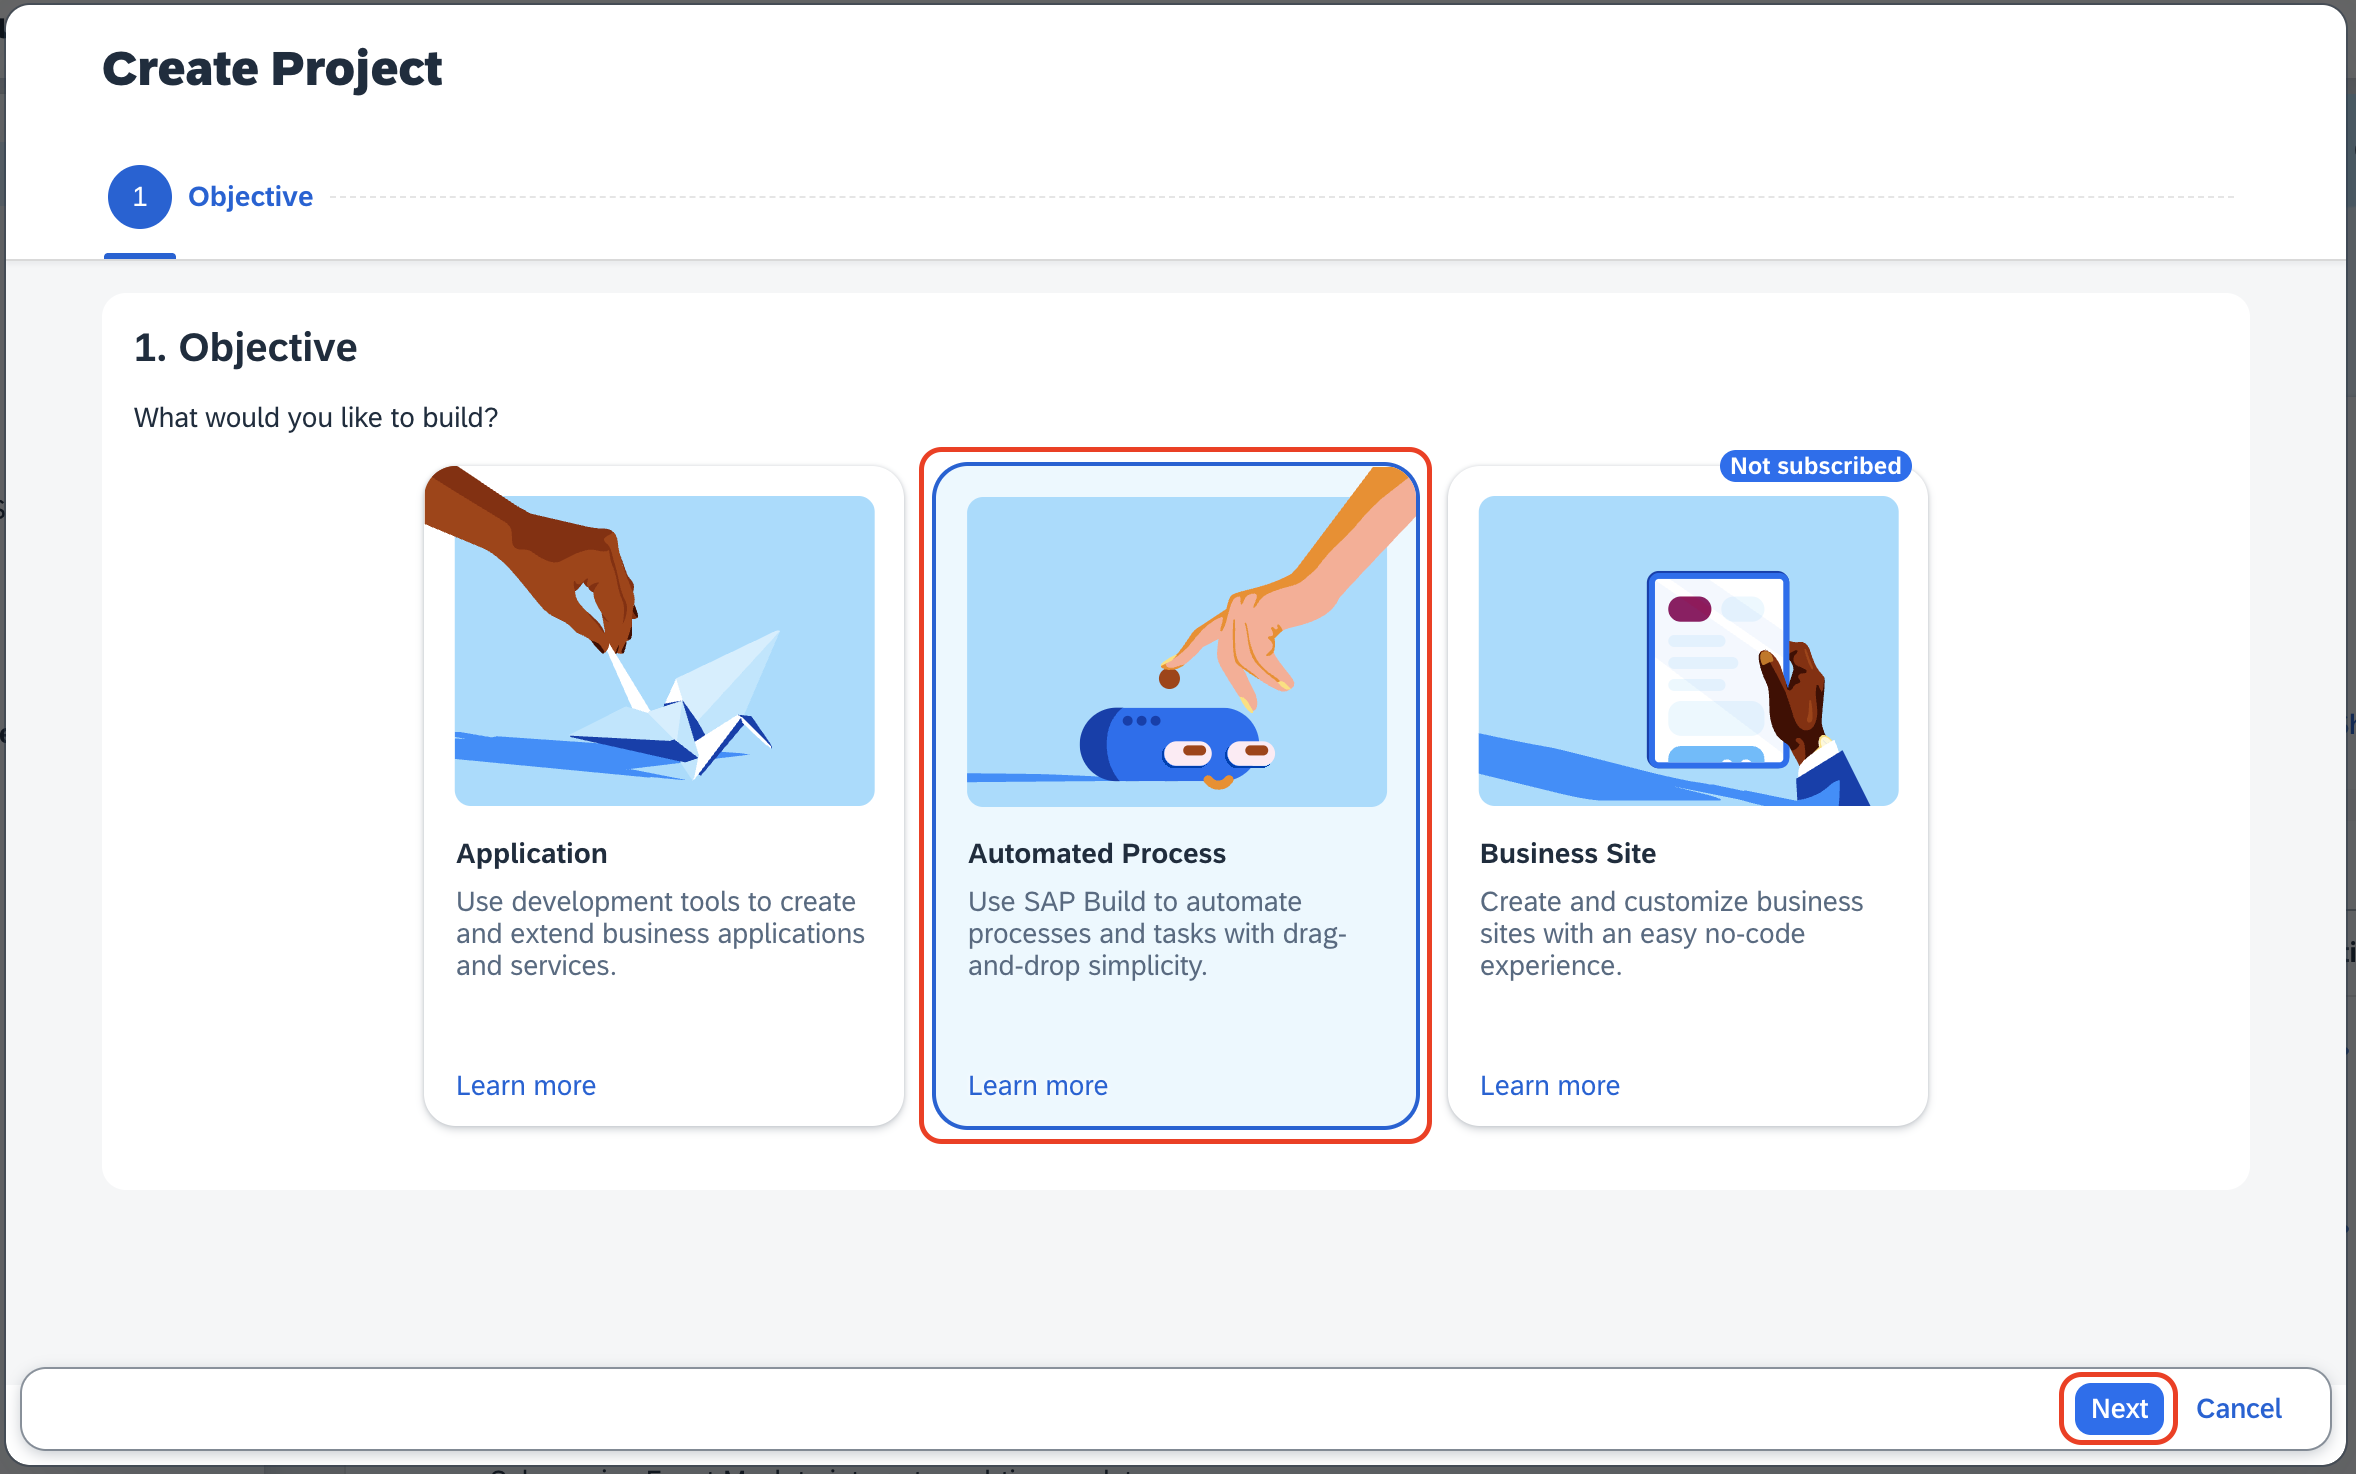 Create Project
1 Objective
1. Objective
What would you like to build?
Not subscribed
Application
Use development tools to create
and extend business applications
and services.
Learn more
Automated Process
Use SAP Build to automate
processes and tasks with drag-
and-drop simplicity.
Learn more
Business Site
Create and customize business
sites with an easy no-code
experience.
Learn more
Next Cancel